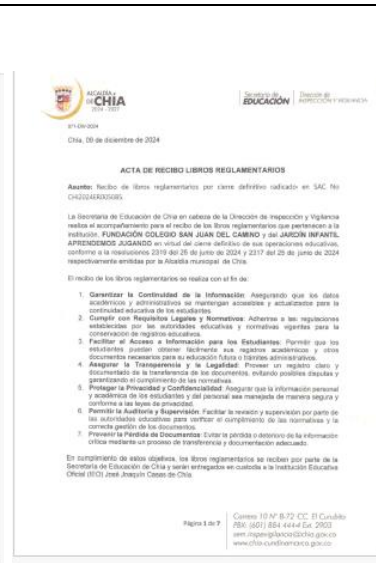 ALCALDÍA
DE CHÍA
2024 - 2027
Secretaría de
EDUCACIÓN
Dirección de
INSPECCIÓN Y VIGILANCIA
Chía, 09 de diciembre de 2024
ACTA DE RECIBO LIBROS REGLAMENTARIOS
Asunto: Recibo de libros reglamentarios por cierre definitivo radicado en SAC No
La Secretaría de Educación de Chía en cabeza de la Dirección de Inspección y Vigilancia
realiza el acompañamiento para el recibo de los libros reglamentarios que pertenecen a la
institución, FUNDACIÓN COLEGIO SAN JUAN DEL CAMINO y del JARDÍN INFANTIL
APRENDEMOS JUGANDO en virtud del cierre definitivo de sus operaciones educativas,
conforme a la resoluciones 2319 del 25 de junio 2024 y 2317 del 25 de junio de 2024
respectivamente emitidas por la Alcaldía municipal de Chía.
El recibo de los libros reglamentarios se realiza con el fin de:
1. Garantizar la Continuidad de la Información: Asegurando que los datos
académicos y administrativos se mantengan accesibles y actualizados para la
continuidad educativa de los estudiantes.
2. Cumplir con Requisitos Legales y Normativos: Adherirse a las regulaciones
establecidas por las autoridades educativas y normativas vigentes para la
conservación de registros educativos.
3. Facilitar el Acceso a Información para los Estudiantes: Permitir que los
estudiantes puedan obtener fácilmente sus registros académicos y otros
documentos necesarios para su educación futura o trámites administrativos.
4. Asegurar la Transparencia y la Legalidad: Proveer un registro claro y
documentado de la transferencia de los documentos, evitando posibles disputas y
garantizando el cumplimiento de las normativas.
5. Proteger la Privacidad y Confidencialidad: Asegurar que la información personal
y académica de los estudiantes y del personal sea manejada de manera segura y
conforme a las leyes de privacidad.
6. Permitir la Auditoría y Supervisión: Facilitar la revisión y supervisión por parte de
las autoridades educativas para verificar el cumplimiento de las normativas y la
correcta gestión de los documentos.
7. Prevenir la Pérdida de Documentos: Evitar la pérdida o deterioro de la información
crítica mediante un proceso de transferencia y documentación adecuado.
En cumplimiento de estos objetivos, los libros reglamentarios se reciben por parte de la
Secretaría de Educación de Chía y serán entregados en custodia a la Institución Educativa
Oficial (IEO) José Joaquín Casas de Chía.
Página 1 de 7
Carrera 10 Nº 8-72 CC. El Curubito
PBX: (601) 884 4444 Ext. 2903
www.chia-cundinamarca.gov.co